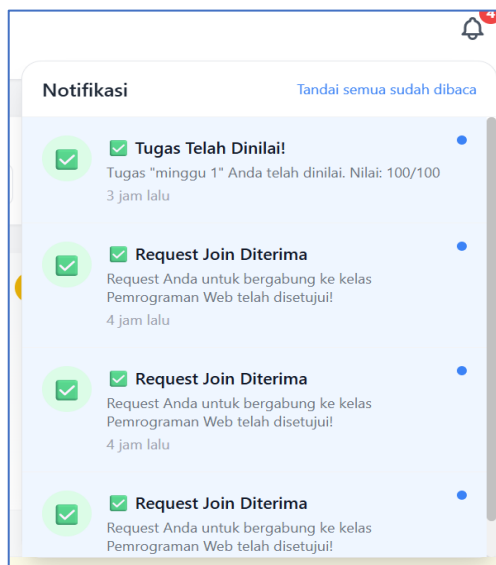 4
Notifikasi Tandai semua sudah dibaca
Tugas Telah Dinilai!
Tugas "minggu 1" Anda telah dinilai. Nilai: 100/100
3 jam lalu
Request Join Diterima
Request Anda untuk bergabung ke kelas
Pemrograman Web telah disetujui!
4 jam lalu
Request Join Diterima
Request Anda untuk bergabung ke kelas
Pemrograman Web telah disetujui!
4 jam lalu
Request Join Diterima
Request Anda untuk bergabung ke kelas
Pemrograman Web telah disetujui!